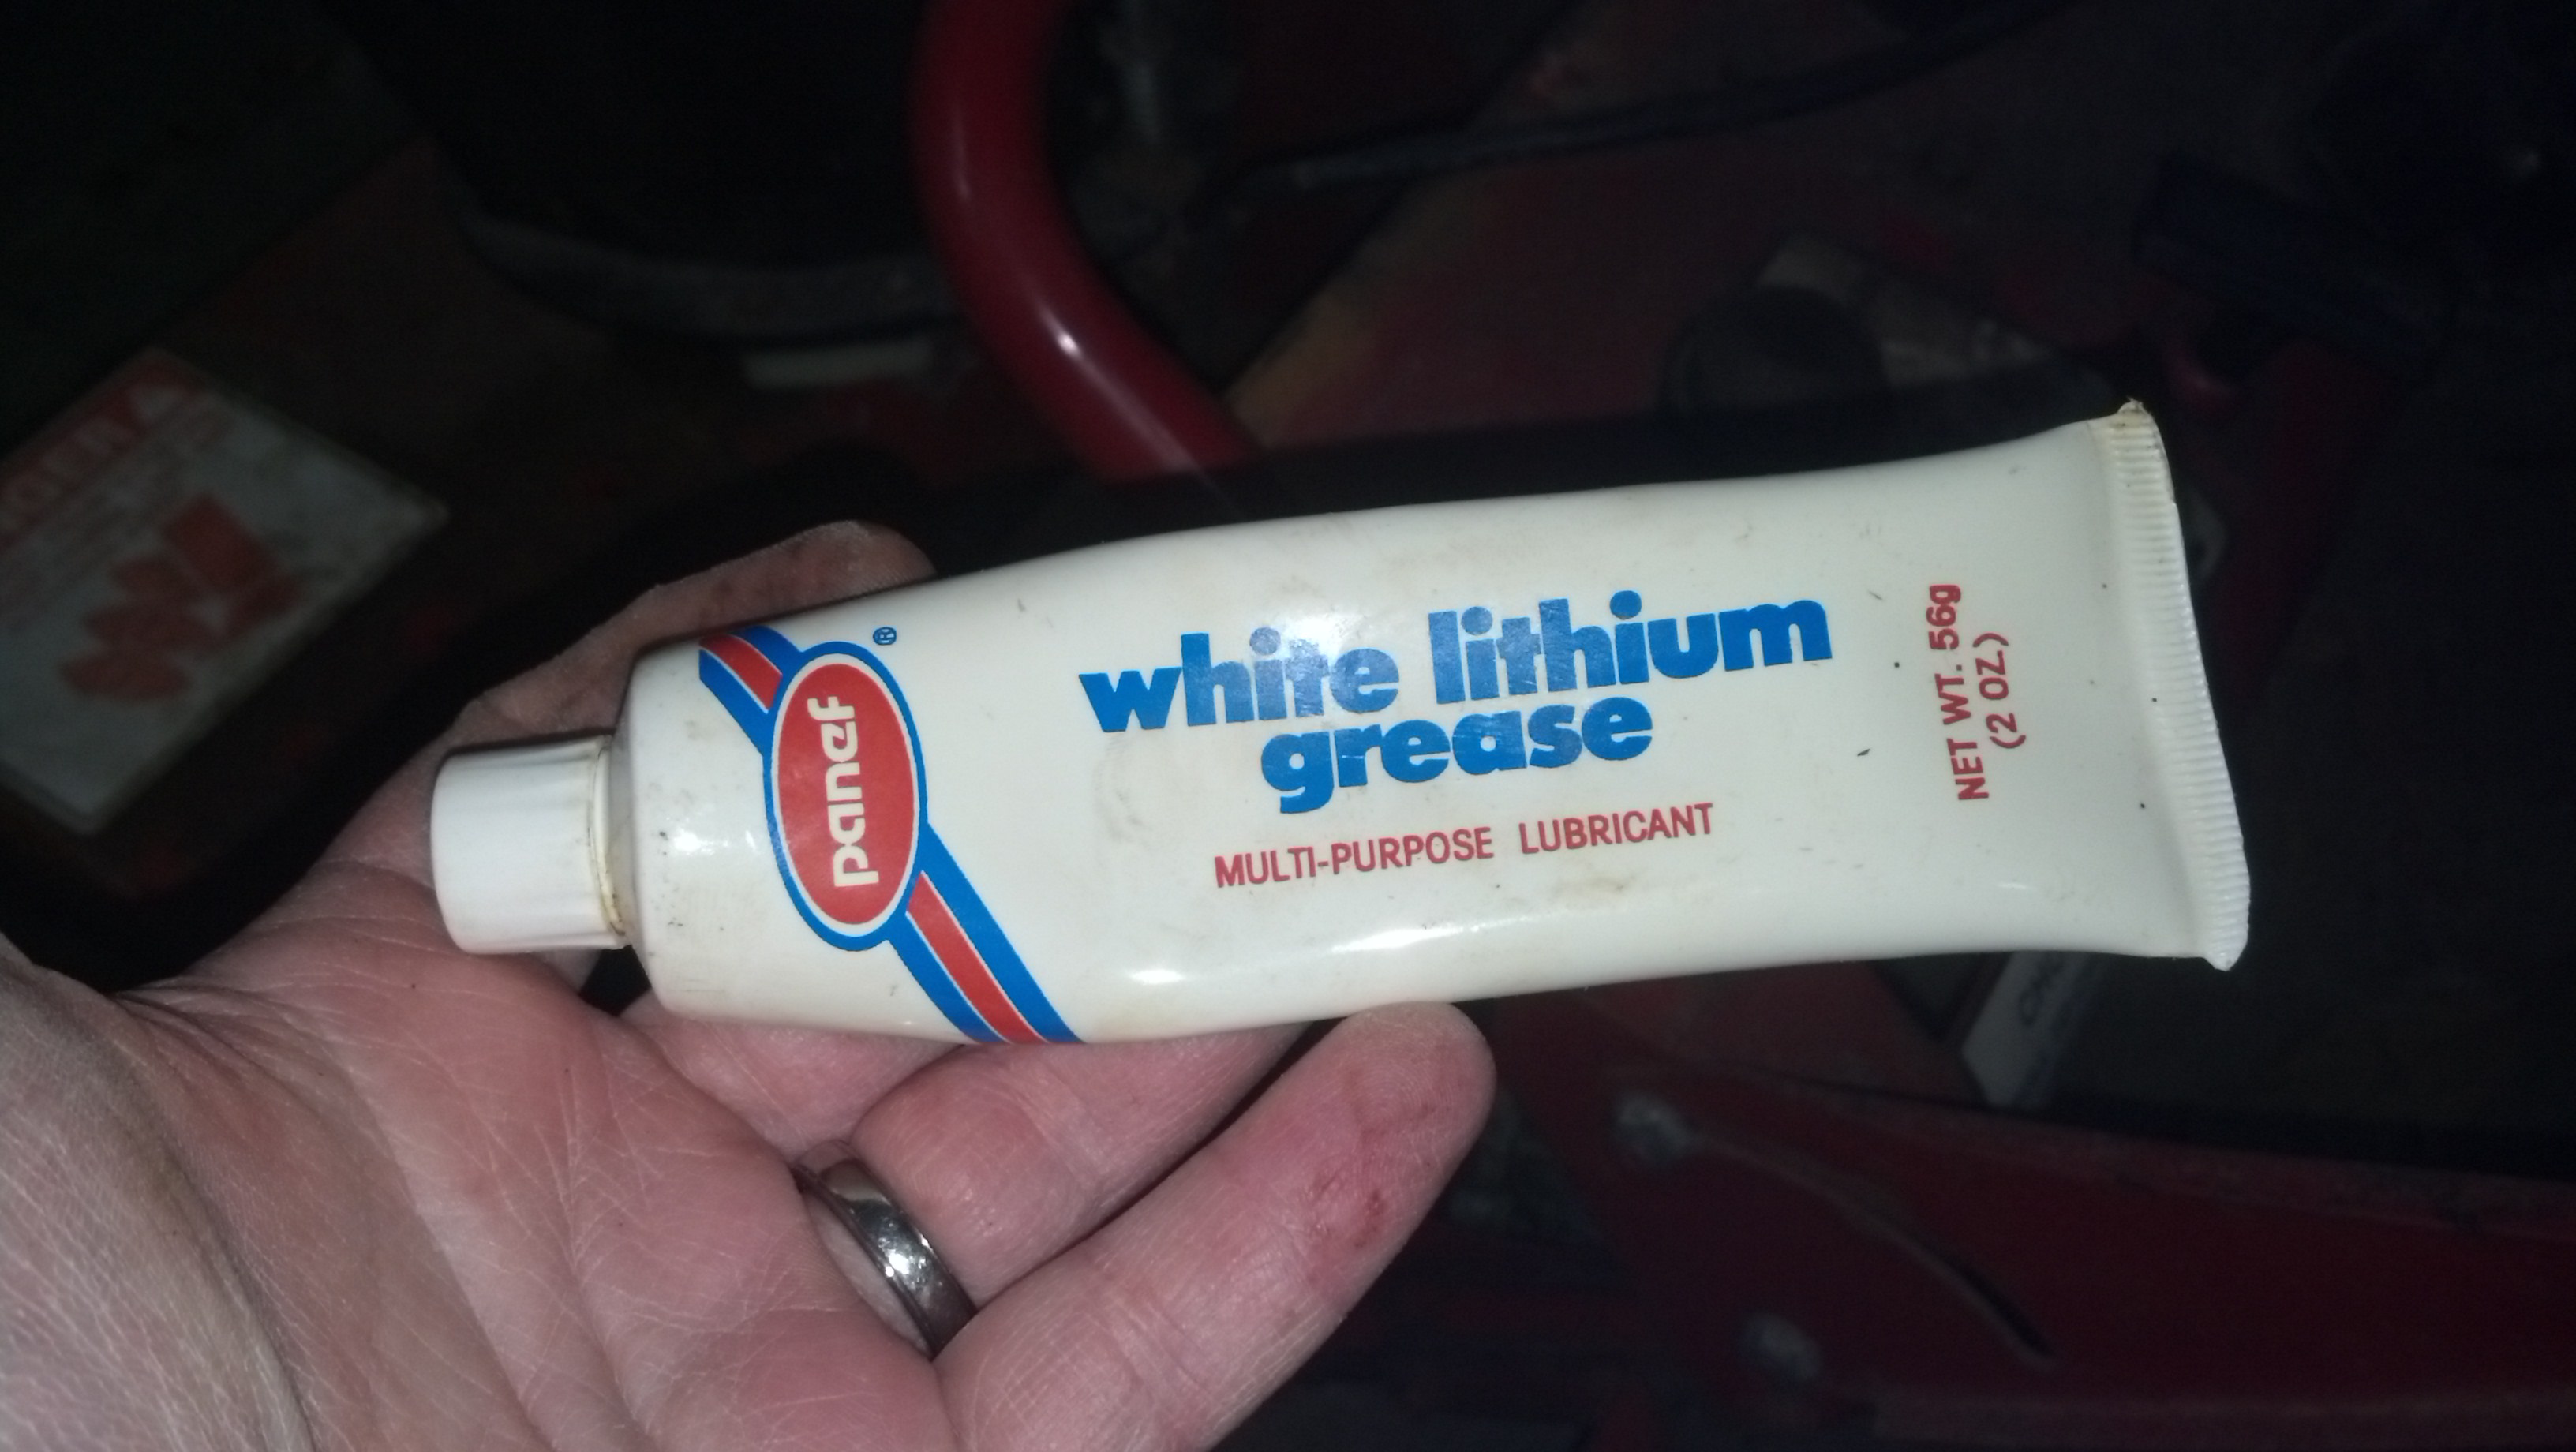 panef
®
white lithium
grease
MULTI-PURPOSE LUBRICANT
NET WT. 56g
(2 OZ.)